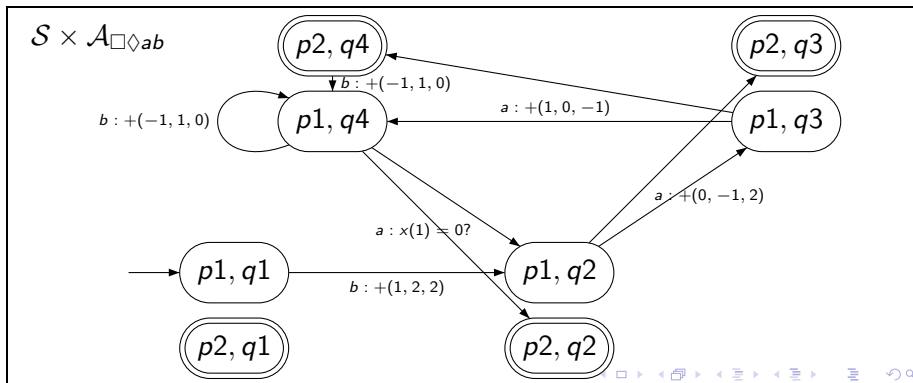 𝒮 × 𝒜□◇ab
p2, q4
p2, q3
b : +(-1, 1, 0)
b : +(-1, 1, 0)
p1, q4
a : +(1, 0, -1)
p1, q3
a : +(0, -1, 2)
a : x(1) = 0?
p1, q1
p1, q2
b : +(1, 2, 2)
p2, q1
p2, q2